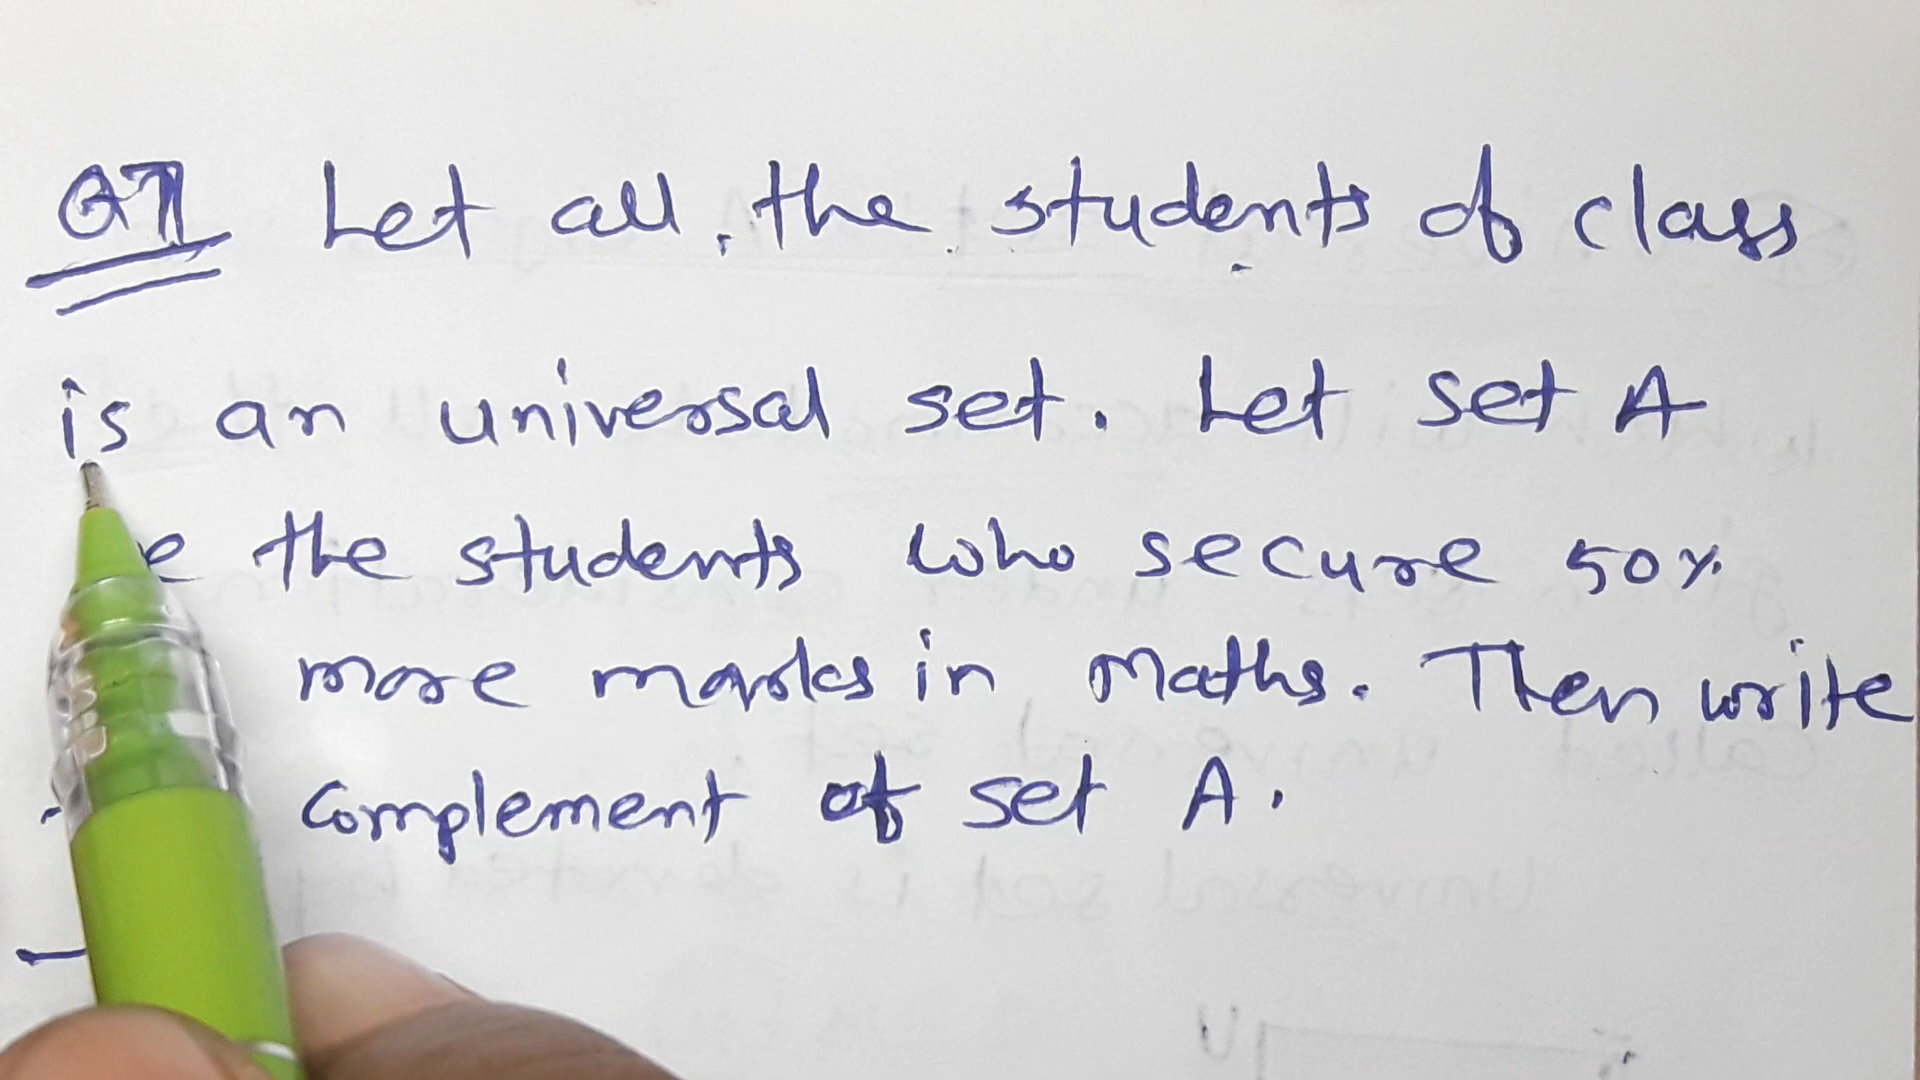 Q7 Let all the students of class
is an universal set. Let set A
the students who secure 50%
more marks in Maths. Then write
complement of set A.